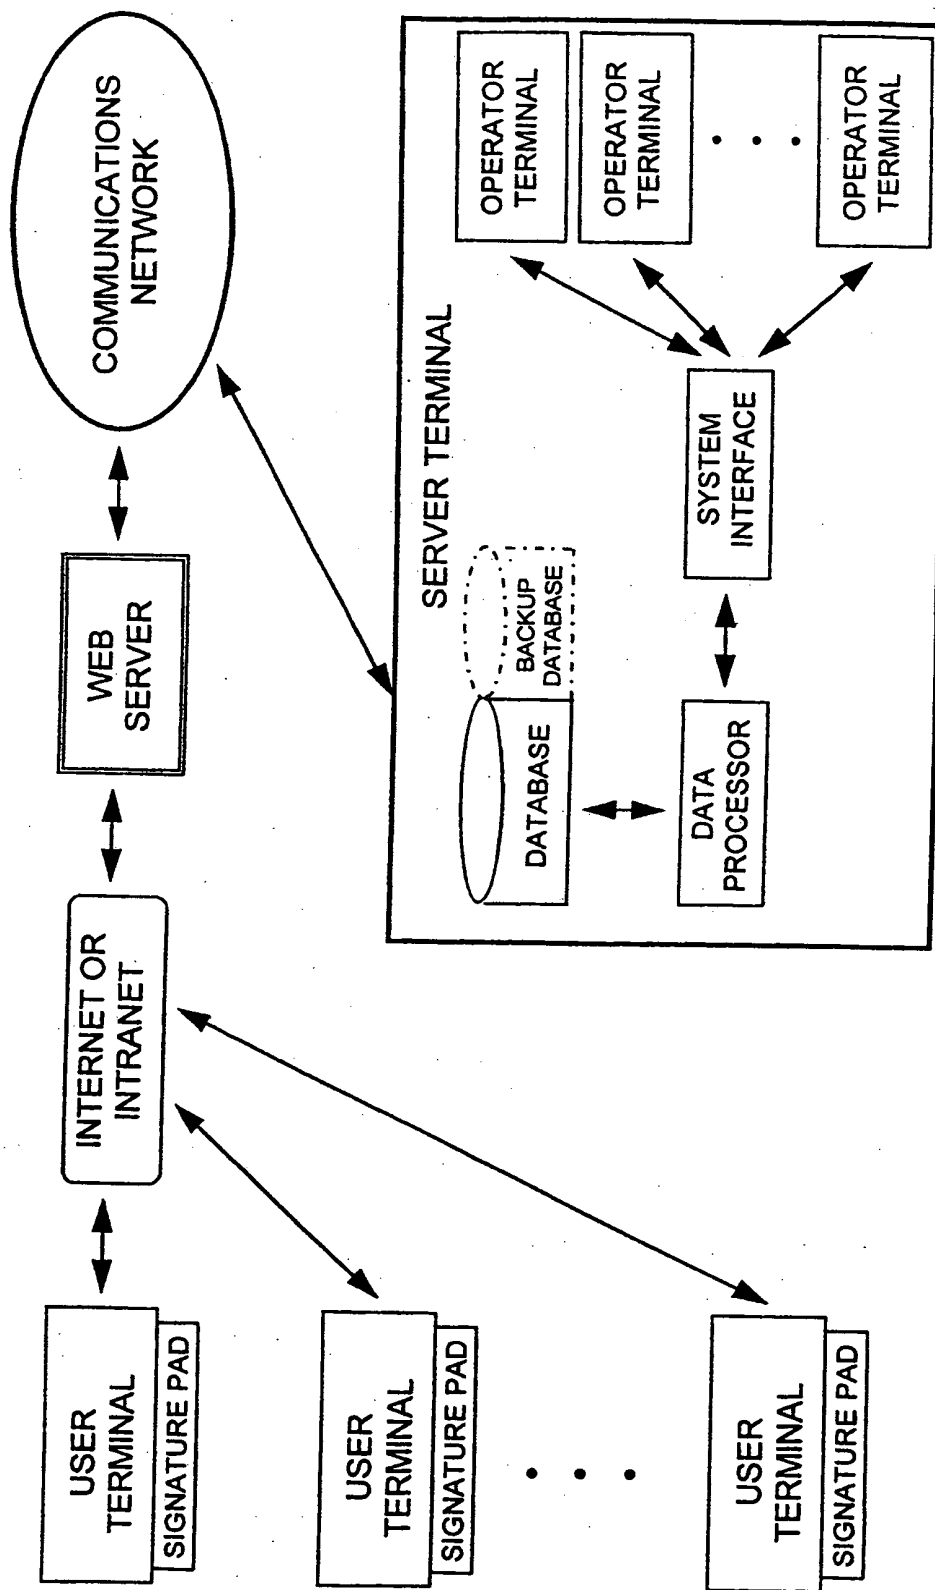 USER
TERMINAL
SIGNATURE PAD
INTERNET OR
INTRANET
WEB
SERVER
COMMUNICATIONS
NETWORK
USER
TERMINAL
SIGNATURE PAD
USER
TERMINAL
SIGNATURE PAD
SERVER TERMINAL
DATABASE
BACKUP
DATABASE
DATA
PROCESSOR
SYSTEM
INTERFACE
OPERATOR
TERMINAL
OPERATOR
TERMINAL
OPERATOR
TERMINAL